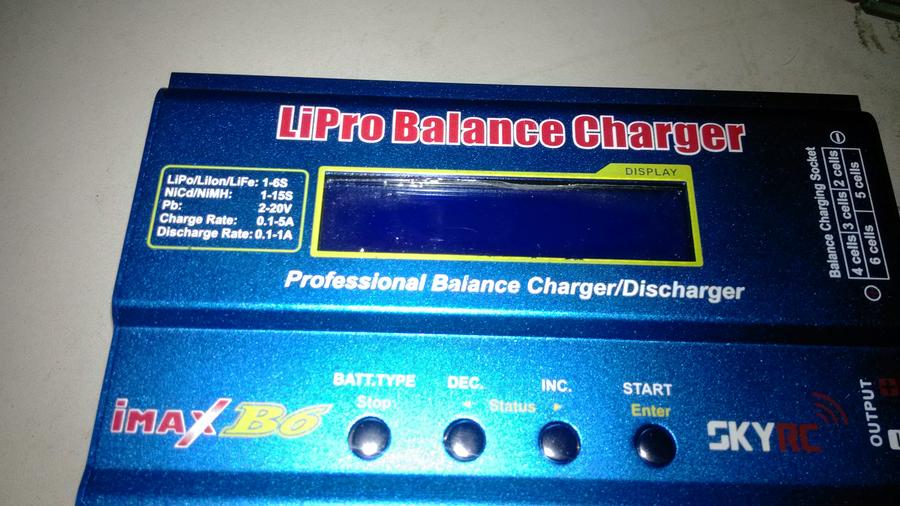 LiPro Balance Charger
DISPLAY
LiPo/LiIon/LiFe: 1-6S
NiCd/NiMH: 1-15S
Pb: 2-20V
Charge Rate: 0.1-5A
Discharge Rate: 0.1-1A
Professional Balance Charger/Discharger
Balance Charging Socket
2 cells
3 cells
4 cells
5 cells
6 cells
BATT.TYPE DEC. INC. START
Stop ◄ Status ► Enter
iMAX B6
SKYRC
OUTPUT